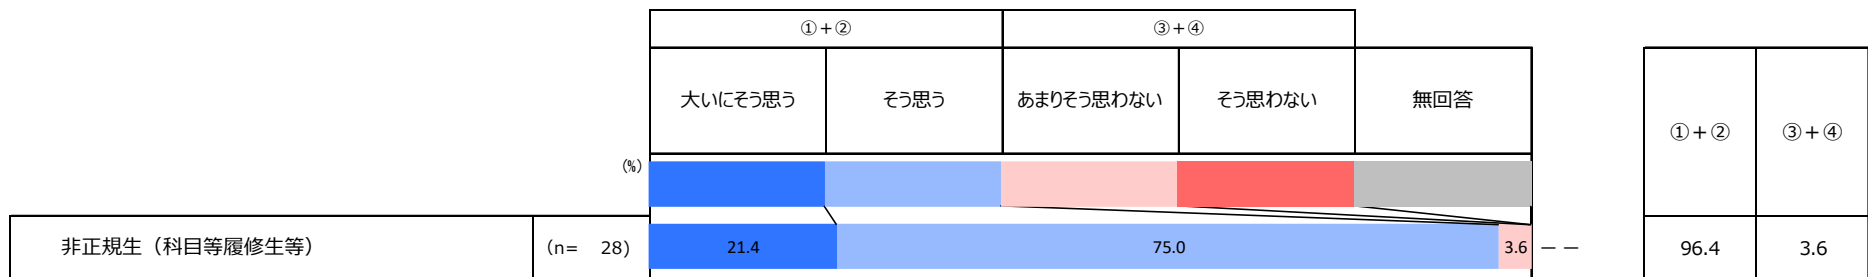 ①+② ③+④
大いにそう思う そう思う あまりそう思わない そう思わない 無回答 ①+② ③+④
(%)
非正規生（科目等履修生等） (n= 28) 21.4 75.0 3.6 － － 96.4 3.6